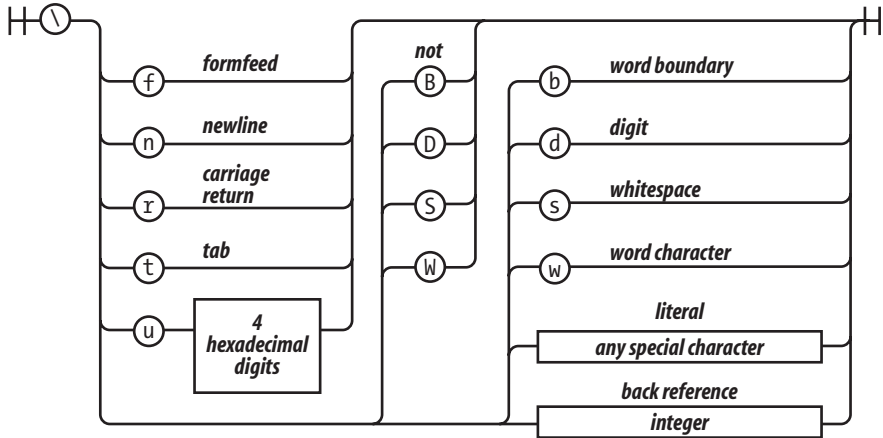 \
not
f formfeed
B
b word boundary
n newline
D
d digit
r carriage
return
S
s whitespace
t tab
W
w word character
u 4
hexadecimal
digits
literal
any special character
back reference
integer